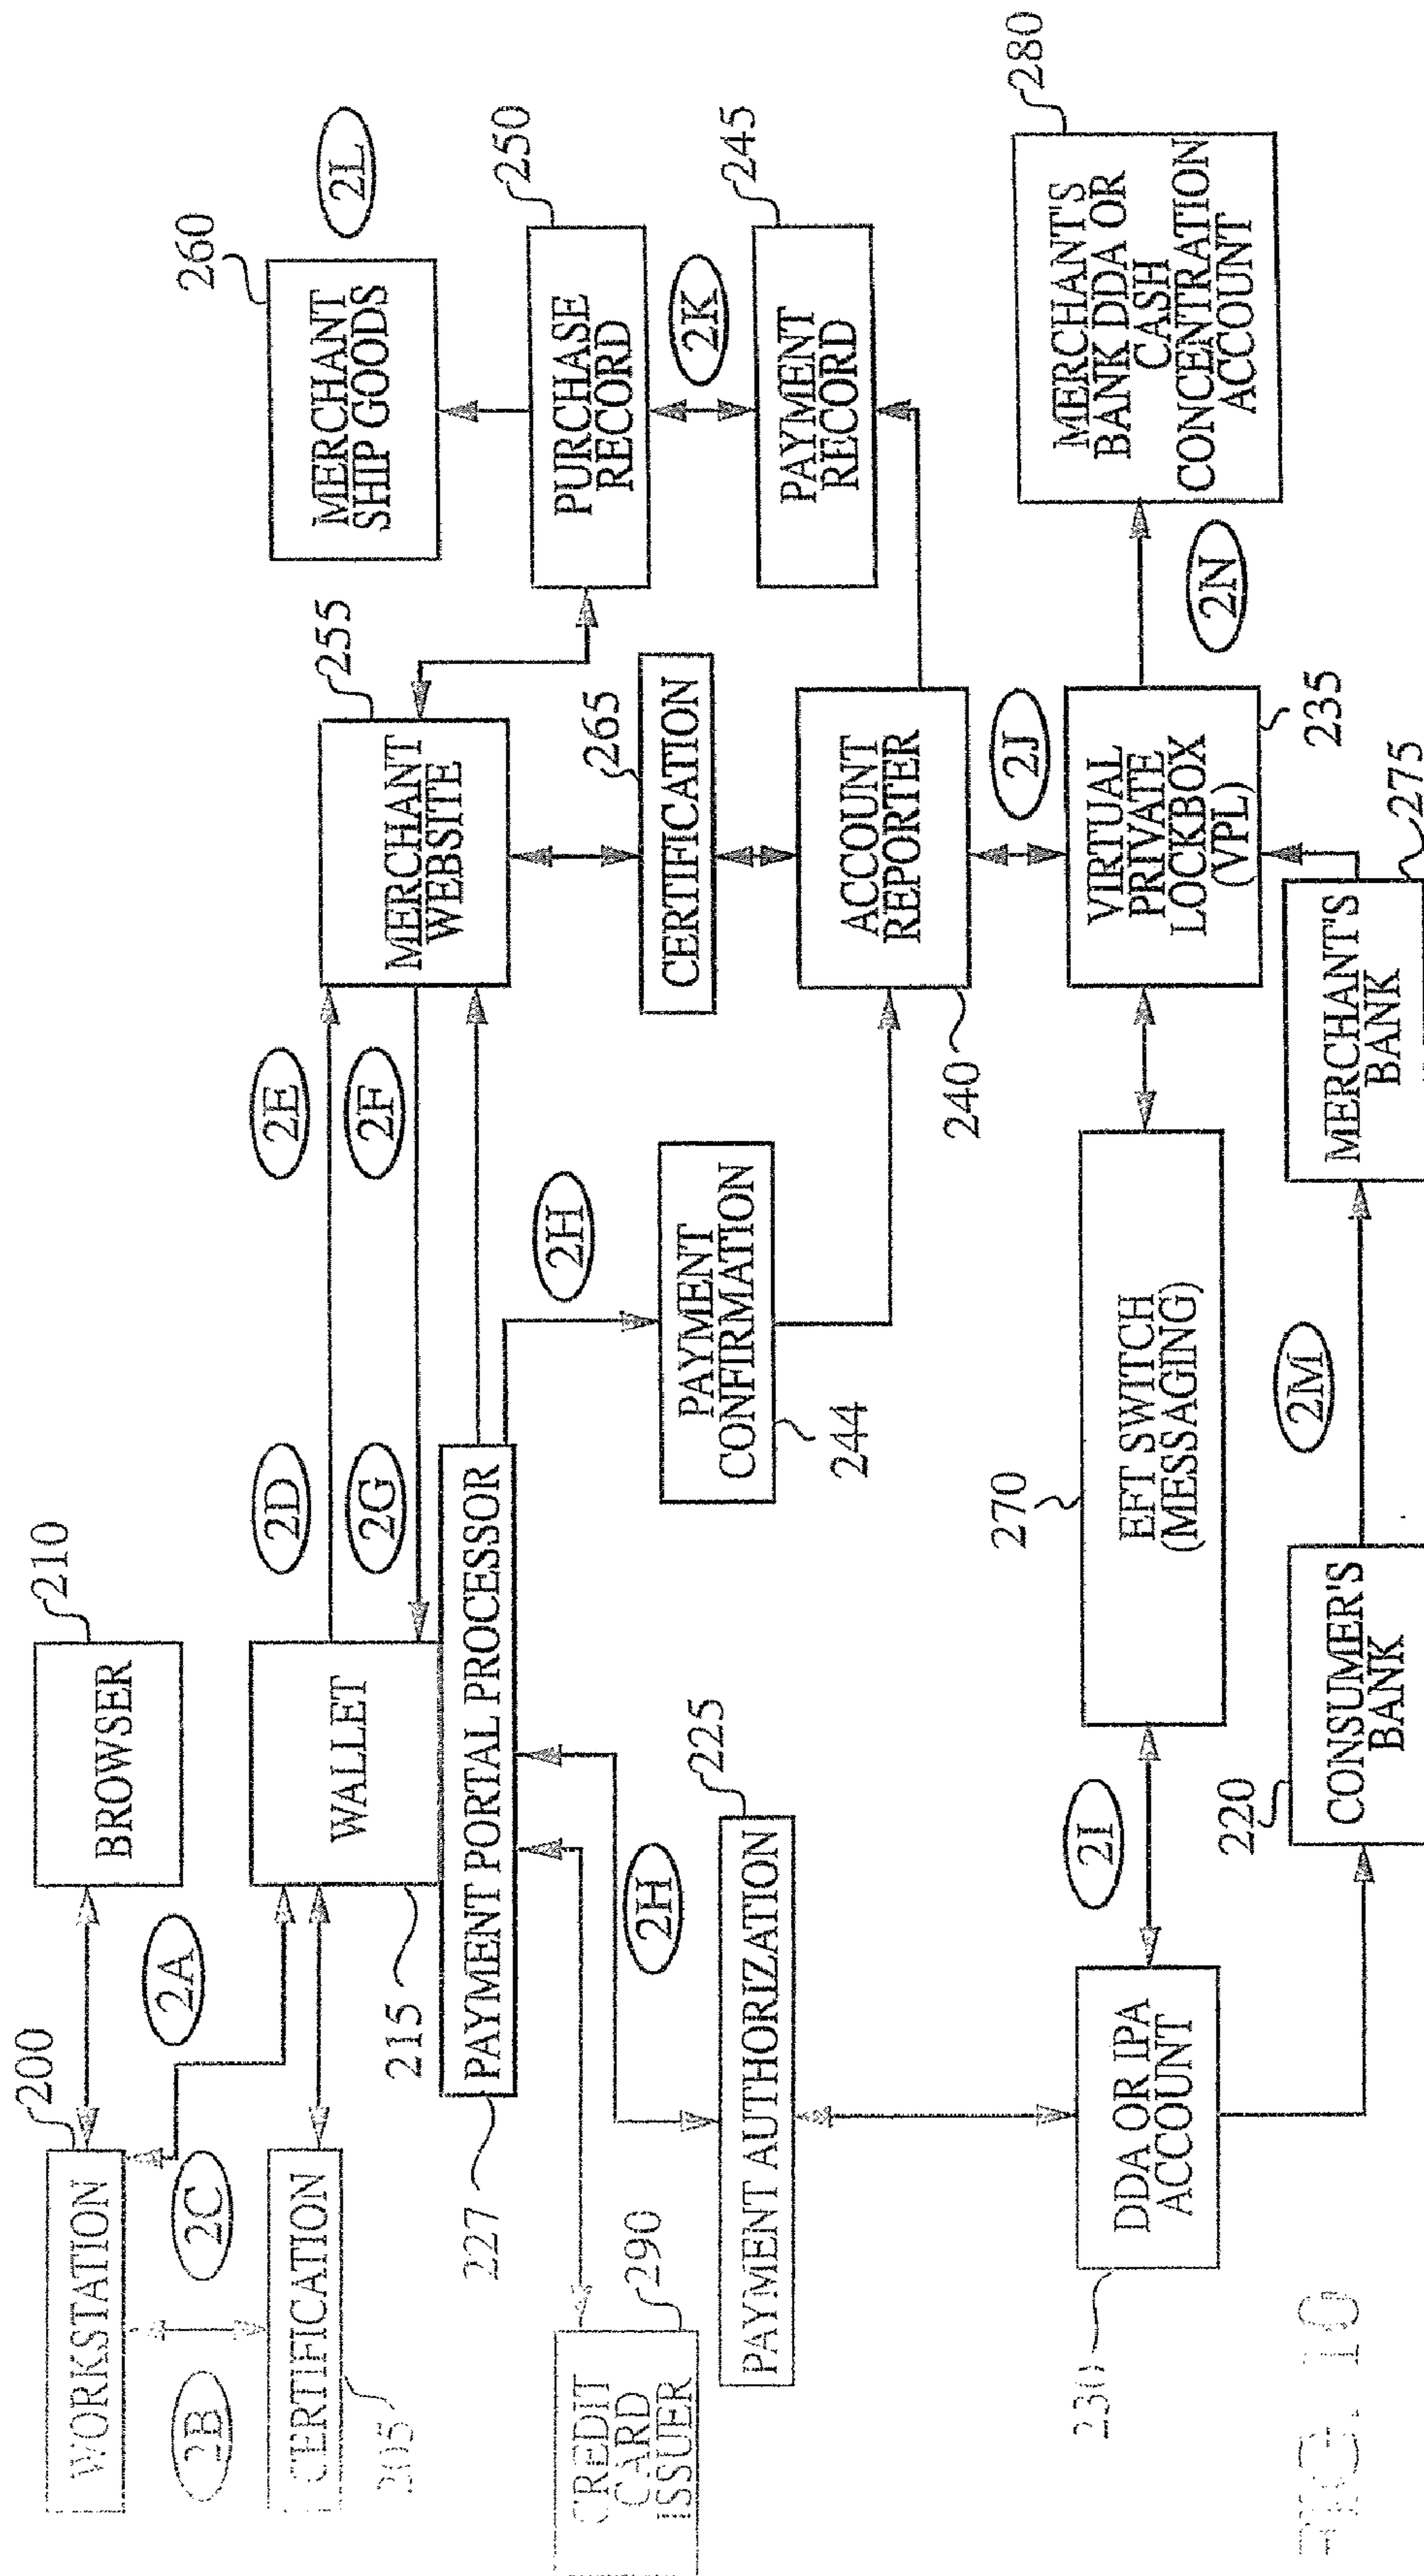 200
WORKSTATION
2A
BROWSER
210
2B
2C
CERTIFICATION
205
215
WALLET
2D
2E
2G
2F
227
PAYMENT PORTAL PROCESSOR
255
MERCHANT
WEBSITE
260
MERCHANT
SHIP GOODS
2L
265
CERTIFICATION
PURCHASE
RECORD
250
2K
PAYMENT
RECORD
245
2H
PAYMENT
CONFIRMATION
244
CREDIT
CARD
ISSUER
290
2H
225
PAYMENT AUTHORIZATION
ACCOUNT
REPORTER
240
2J
230
DDA OR IPA
ACCOUNT
2I
270
EFT SWITCH
(MESSAGING)
VIRTUAL
PRIVATE
LOCKBOX
(VPL)
235
2N
MERCHANT'S
BANK DDA OR
CASH
CONCENTRATION
ACCOUNT
280
220
CONSUMER'S
BANK
2M
MERCHANT'S
BANK
275
FIG. 10